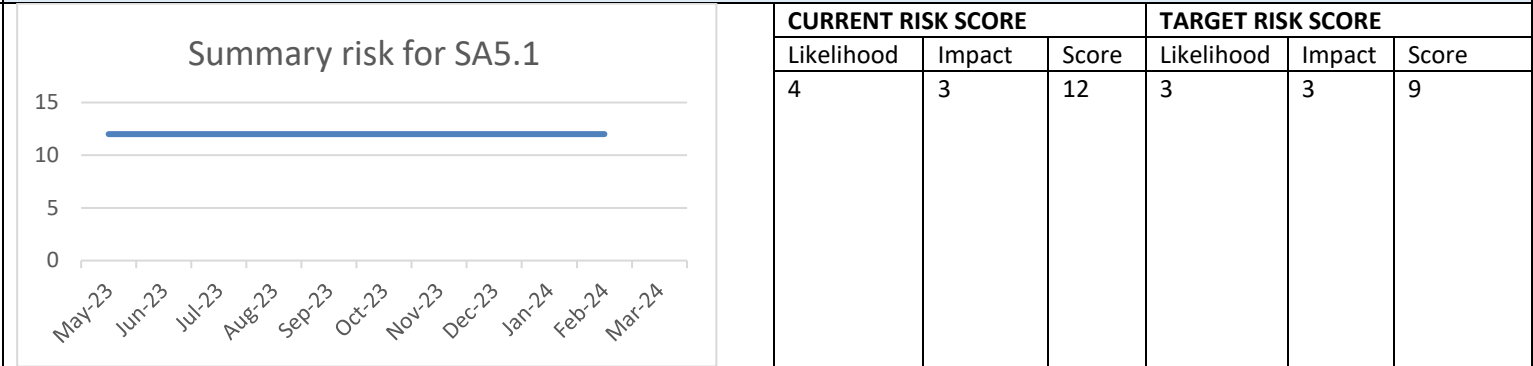 Summary risk for SA5.1
15
10
5
0
May-23 Jun-23 Jul-23 Aug-23 Sep-23 Oct-23 Nov-23 Dec-23 Jan-24 Feb-24 Mar-24
CURRENT RISK SCORE TARGET RISK SCORE
Likelihood Impact Score Likelihood Impact Score
4 3 12 3 3 9